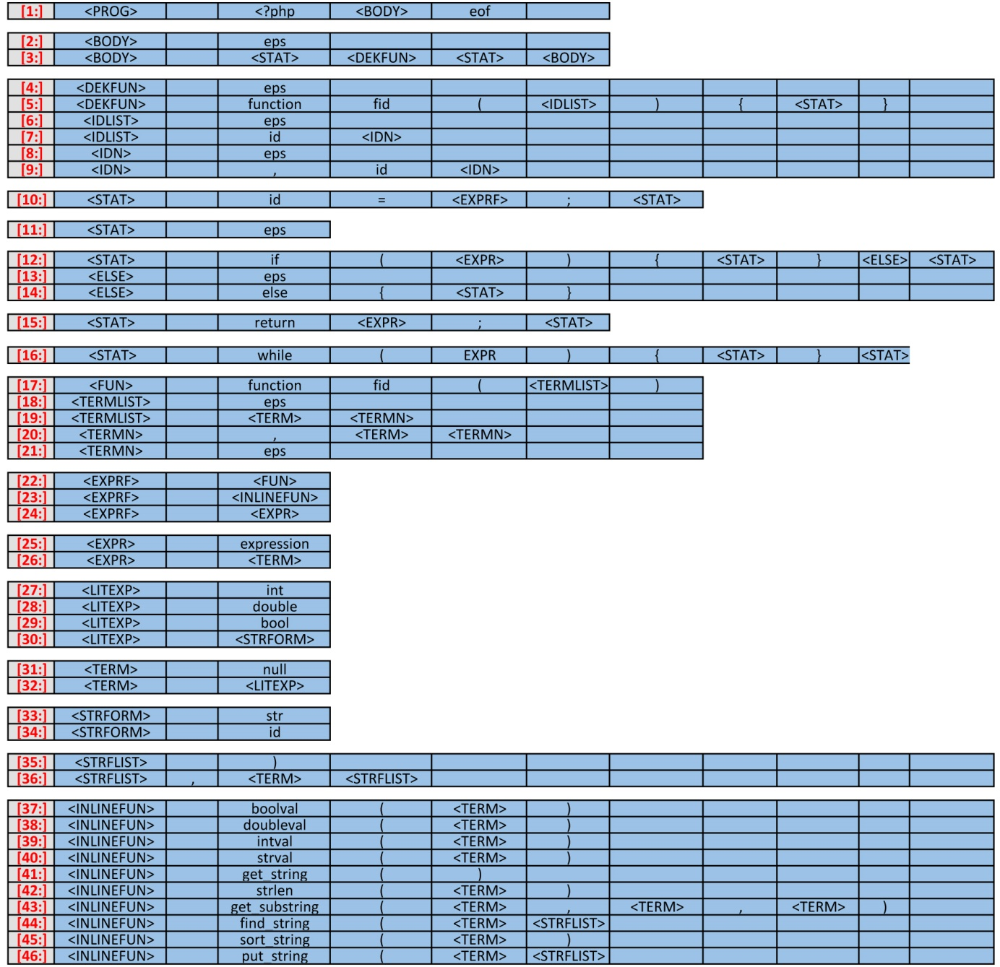 [1:] <PROG> <?php <BODY> eof
[2:] <BODY> eps
[3:] <BODY> <STAT> <DEKFUN> <STAT> <BODY>
[4:] <DEKFUN> eps
[5:] <DEKFUN> function fid ( <IDLIST> ) { <STAT> }
[6:] <IDLIST> eps
[7:] <IDLIST> id <IDN>
[8:] <IDN> eps
[9:] <IDN> , id <IDN>
[10:] <STAT> id = <EXPRF> ; <STAT>
[11:] <STAT> eps
[12:] <STAT> if ( <EXPR> ) { <STAT> } <ELSE> <STAT>
[13:] <ELSE> eps
[14:] <ELSE> else { <STAT> }
[15:] <STAT> return <EXPR> ; <STAT>
[16:] <STAT> while ( EXPR ) { <STAT> } <STAT>
[17:] <FUN> function fid ( <TERMLIST> )
[18:] <TERMLIST> eps
[19:] <TERMLIST> <TERM> <TERMN>
[20:] <TERMN> , <TERM> <TERMN>
[21:] <TERMN> eps
[22:] <EXPRF> <FUN>
[23:] <EXPRF> <INLINEFUN>
[24:] <EXPRF> <EXPR>
[25:] <EXPR> expression
[26:] <EXPR> <TERM>
[27:] <LITEXP> int
[28:] <LITEXP> double
[29:] <LITEXP> bool
[30:] <LITEXP> <STRFORM>
[31:] <TERM> null
[32:] <TERM> <LITEXP>
[33:] <STRFORM> str
[34:] <STRFORM> id
[35:] <STRFLIST> )
[36:] <STRFLIST> , <TERM> <STRFLIST>
[37:] <INLINEFUN> boolval ( <TERM> )
[38:] <INLINEFUN> doubleval ( <TERM> )
[39:] <INLINEFUN> intval ( <TERM> )
[40:] <INLINEFUN> strval ( <TERM> )
[41:] <INLINEFUN> get_string ( )
[42:] <INLINEFUN> strlen ( <TERM> )
[43:] <INLINEFUN> get_substring ( <TERM> , <TERM> , <TERM> )
[44:] <INLINEFUN> find_string ( <TERM> <STRFLIST>
[45:] <INLINEFUN> sort_string ( <TERM> )
[46:] <INLINEFUN> put_string ( <TERM> <STRFLIST>